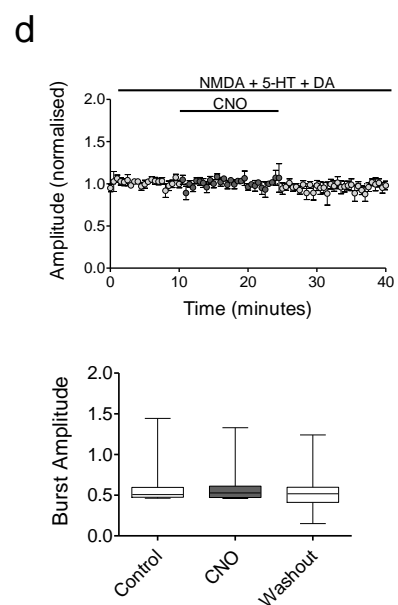 d
NMDA + 5-HT + DA
CNO
Amplitude (normalised)
2.0
1.5
1.0
0.5
0.0
0 10 20 30 40
Time (minutes)
Burst Amplitude
2.0
1.5
1.0
0.5
0.0
Control CNO Washout